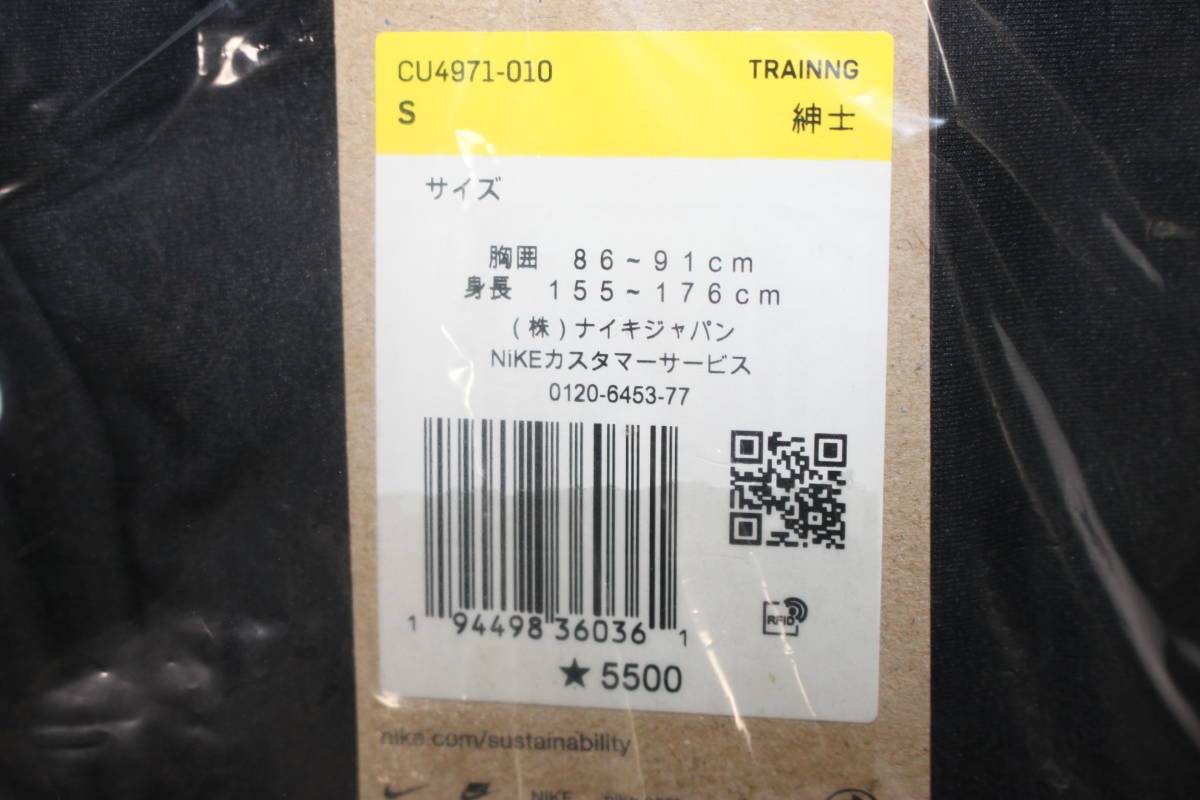 CU4971-010 TRAINNG
S 紳士
サイズ
胸囲 86~91cm
身長 155~176cm
(株)ナイキジャパン
NiKEカスタマーサービス
0120-6453-77
1 94498 36036 1
RFID
★5500
nike.com/sustainability
NIKE